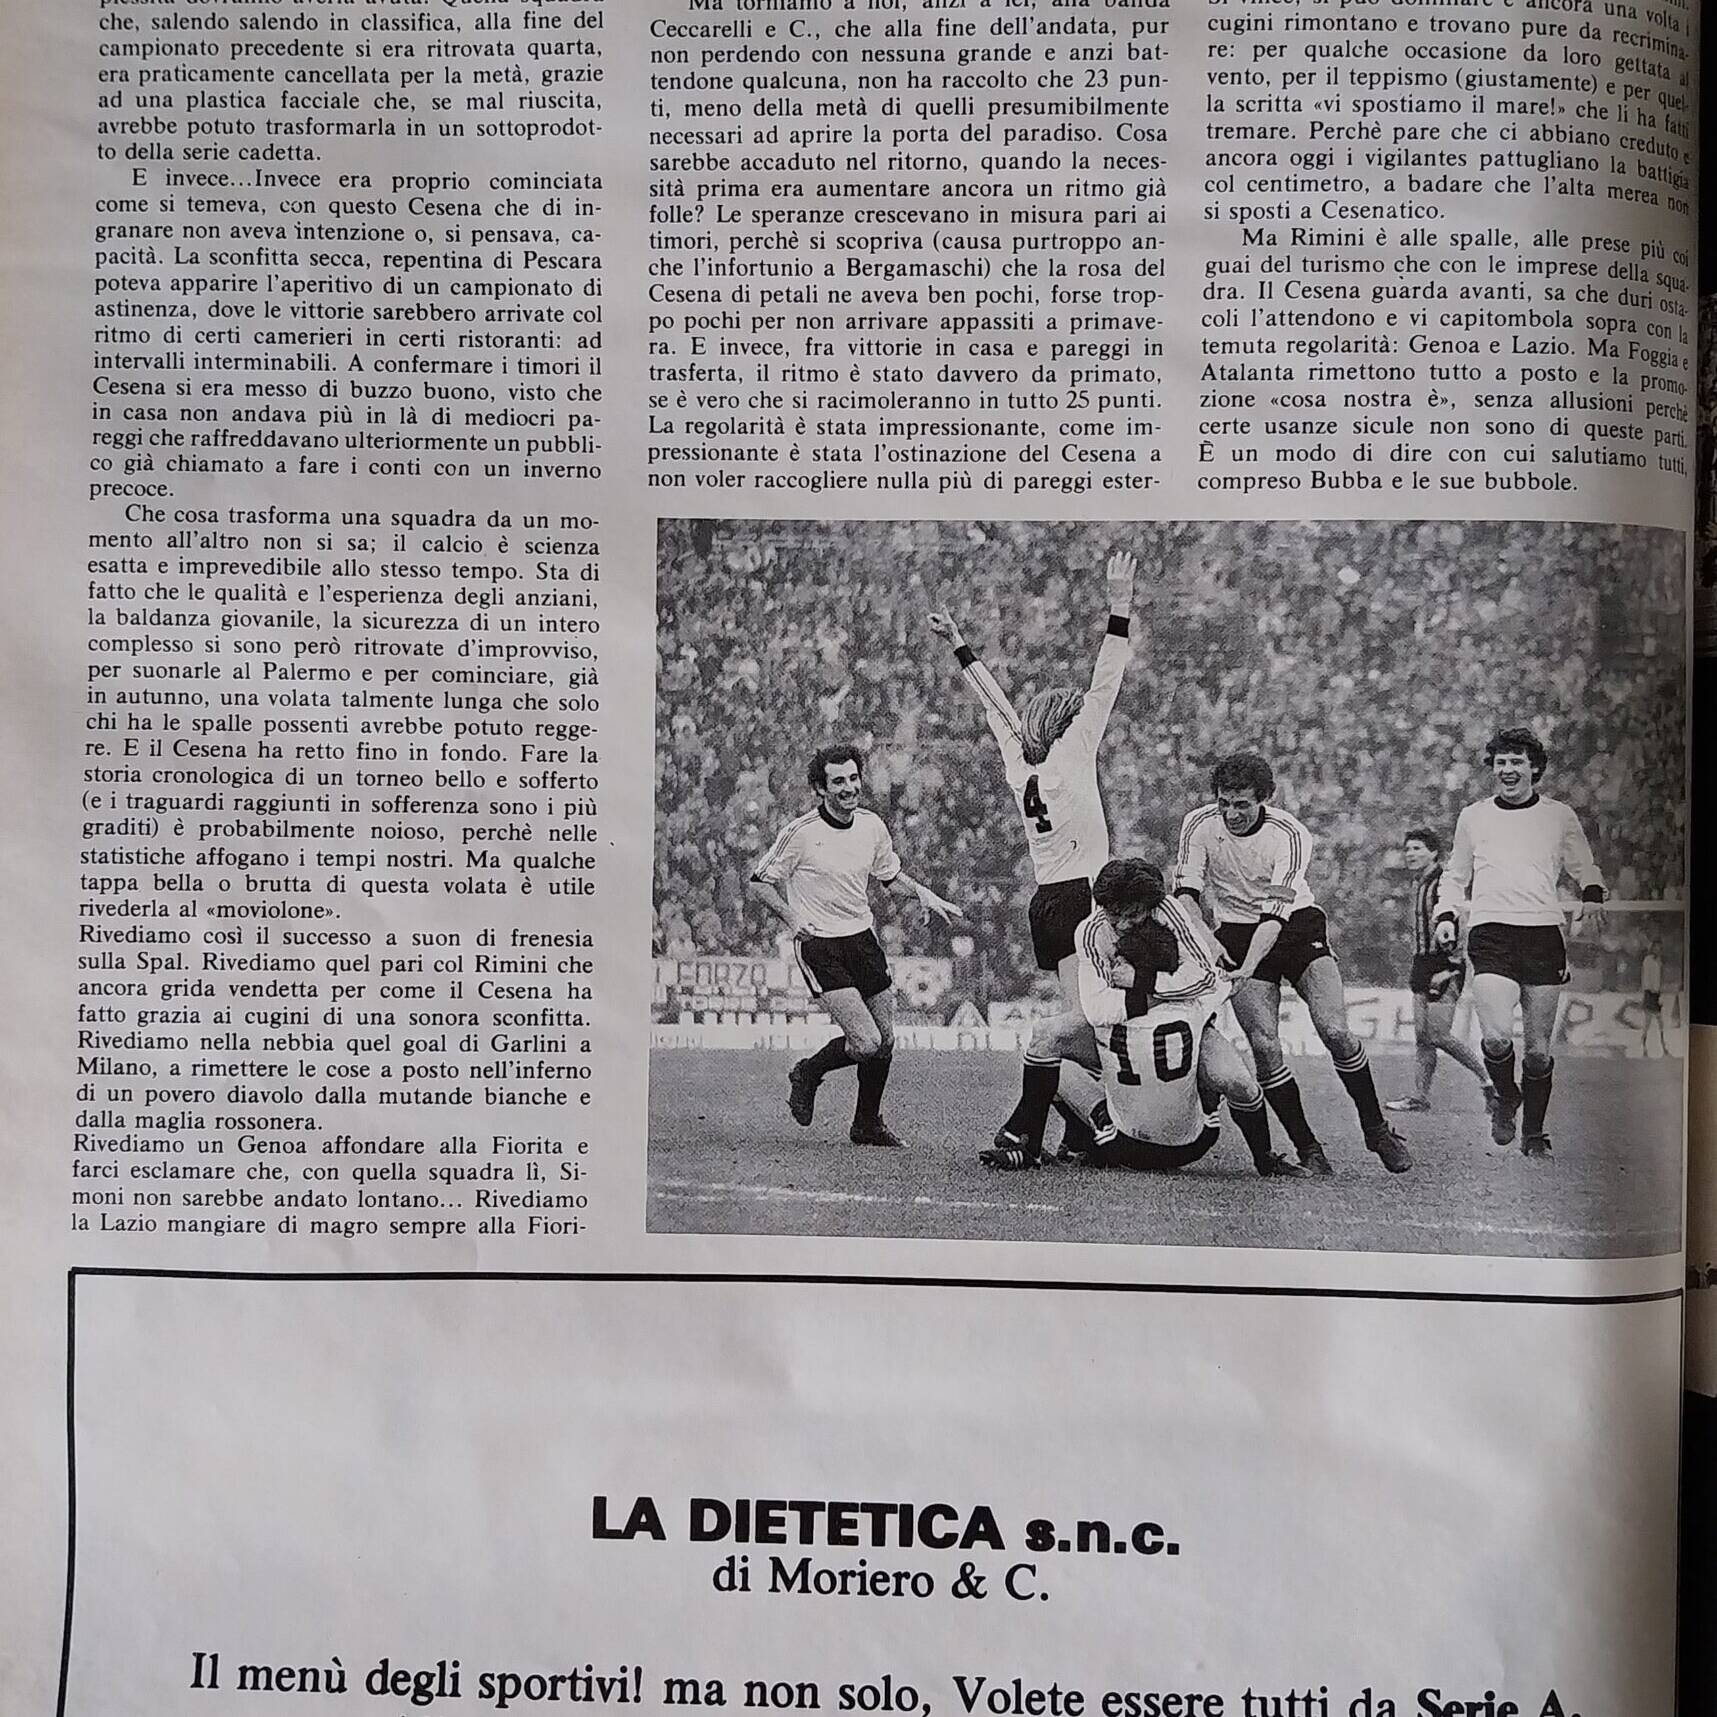 che, salendo salendo in classifica, alla fine del
campionato precedente si era ritrovata quarta,
era praticamente cancellata per la metà, grazie
ad una plastica facciale che, se mal riuscita,
avrebbe potuto trasformarla in un sottoprodot-
to della serie cadetta.
E invece...Invece era proprio cominciata
come si temeva, con questo Cesena che di in-
granare non aveva intenzione o, si pensava, ca-
pacità. La sconfitta secca, repentina di Pescara
poteva apparire l'aperitivo di un campionato di
astinenza, dove le vittorie sarebbero arrivate col
ritmo di certi camerieri in certi ristoranti: ad
intervalli interminabili. A confermare i timori il
Cesena si era messo di buzzo buono, visto che
in casa non andava più in là di mediocri pa-
reggi che raffreddavano ulteriormente un pubbli-
co già chiamato a fare i conti con un inverno
precoce.
Che cosa trasforma una squadra da un mo-
mento all'altro non si sa; il calcio è scienza
esatta e imprevedibile allo stesso tempo. Sta di
fatto che le qualità e l'esperienza degli anziani,
la baldanza giovanile, la sicurezza di un intero
complesso si sono però ritrovate d'improvviso,
per suonarle al Palermo e per cominciare, già
in autunno, una volata talmente lunga che solo
chi ha le spalle possenti avrebbe potuto regge-
re. E il Cesena ha retto fino in fondo. Fare la
storia cronologica di un torneo bello e sofferto
(e i traguardi raggiunti in sofferenza sono i più
graditi) è probabilmente noioso, perchè nelle
statistiche affogano i tempi nostri. Ma qualche
tappa bella o brutta di questa volata è utile
rivederla al «moviolone».
Rivediamo così il successo a suon di frenesia
sulla Spal. Rivediamo quel pari col Rimini che
ancora grida vendetta per come il Cesena ha
fatto grazia ai cugini di una sonora sconfitta.
Rivediamo nella nebbia quel goal di Garlini a
Milano, a rimettere le cose a posto nell'inferno
di un povero diavolo dalla mutande bianche e
dalla maglia rossonera.
Rivediamo un Genoa affondare alla Fiorita e
farci esclamare che, con quella squadra lì, Si-
moni non sarebbe andato lontano... Rivediamo
la Lazio mangiare di magro sempre alla Fiori-
Ma torniamo a noi, anzi a lei, alla banda
Ceccarelli e C., che alla fine dell'andata, pur
non perdendo con nessuna grande e anzi bat-
tendone qualcuna, non ha raccolto che 23 pun-
ti, meno della metà di quelli presumibilmente
necessari ad aprire la porta del paradiso. Cosa
sarebbe accaduto nel ritorno, quando la neces-
sità prima era aumentare ancora un ritmo già
folle? Le speranze crescevano in misura pari ai
timori, perchè si scopriva (causa purtroppo an-
che l'infortunio a Bergamaschi) che la rosa del
Cesena di petali ne aveva ben pochi, forse trop-
po pochi per non arrivare appassiti a primave-
ra. E invece, fra vittorie in casa e pareggi in
trasferta, il ritmo è stato davvero da primato,
se è vero che si racimoleranno in tutto 25 punti.
La regolarità è stata impressionante, come im-
pressionante è stata l'ostinazione del Cesena a
non voler raccogliere nulla più di pareggi ester-
ancora una volta i
cugini rimontano e trovano pure da recrimina-
re: per qualche occasione da loro gettata al
vento, per il teppismo (giustamente) e per quel-
la scritta «vi spostiamo il mare!» che li ha fatti
tremare. Perchè pare che ci abbiano creduto e
ancora oggi i vigilantes pattugliano la battigia
col centimetro, a badare che l'alta merea non
si sposti a Cesenatico.
Ma Rimini è alle spalle, alle prese più coi
guai del turismo che con le imprese della squa-
dra. Il Cesena guarda avanti, sa che duri osta-
coli l'attendono e vi capitombola sopra con la
temuta regolarità: Genoa e Lazio. Ma Foggia e
Atalanta rimettono tutto a posto e la promo-
zione «cosa nostra è», senza allusioni perchè
certe usanze sicule non sono di queste parti.
È un modo di dire con cui salutiamo tutti,
compreso Bubba e le sue bubbole.
4
10
FORZA
LA DIETETICA s.n.c.
di Moriero & C.
Il menù degli sportivi! ma non solo, Volete essere tutti da Serie A.